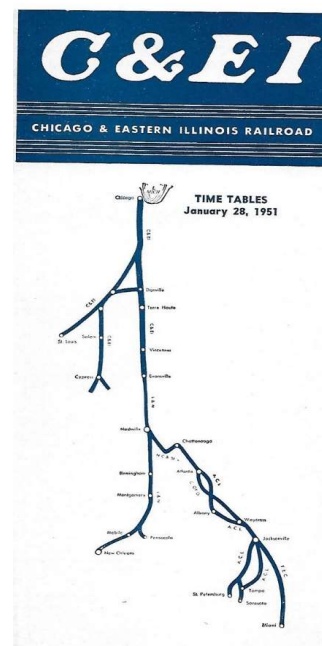 C&EI
CHICAGO & EASTERN ILLINOIS RAILROAD
TIME TABLES
January 28, 1951
Chicago
C&EI
Danville
Terre Haute
C&EI
St. Louis
Salem
C&EI
C&EI
Vincennes
Cypress
Evansville
L&N
Nashville
Chattanooga
Birmingham
Atlanta
A.C.L.
Montgomery
L&N
Albany
Waycross
A.C.L.
Mobile
Pensacola
Jacksonville
New Orleans
A.C.L.
A.C.L.
F.E.C.
St. Petersburg
Tampa
Sarasota
Miami